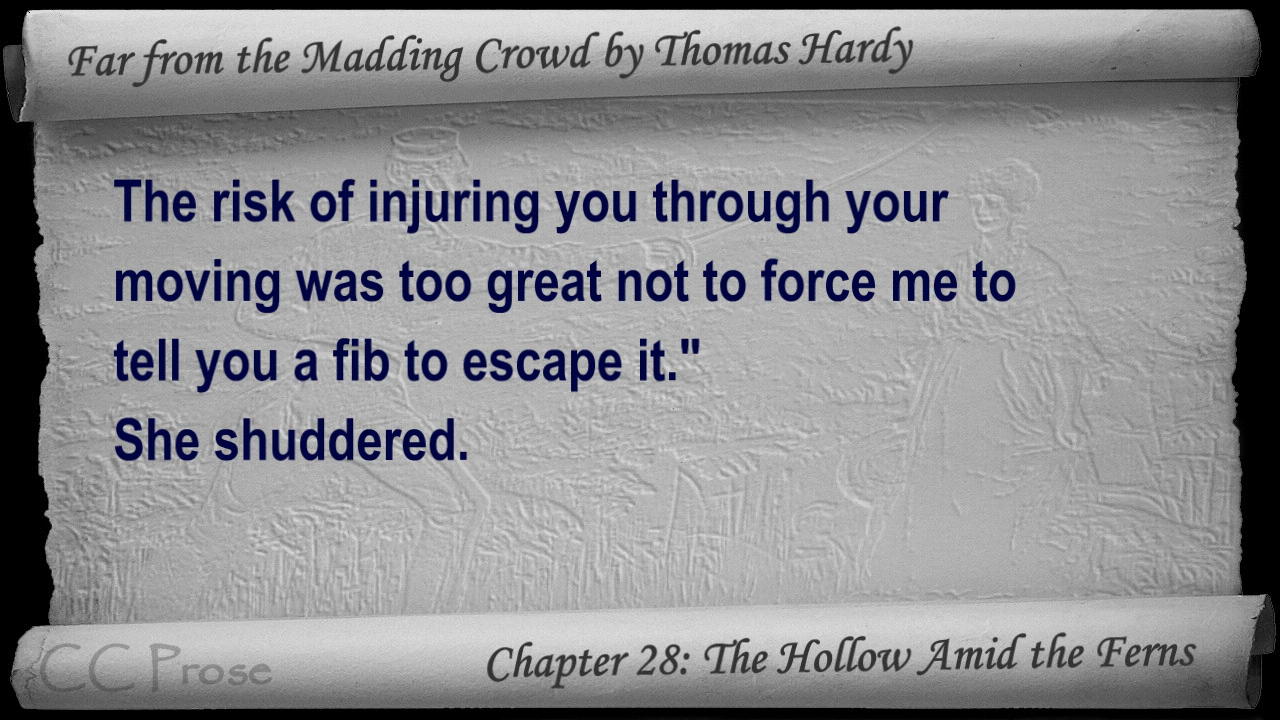 Far from the Madding Crowd by Thomas Hardy
The risk of injuring you through your
moving was too great not to force me to
tell you a fib to escape it."
She shuddered.
CC Prose
Chapter 28: The Hollow Amid the Ferns